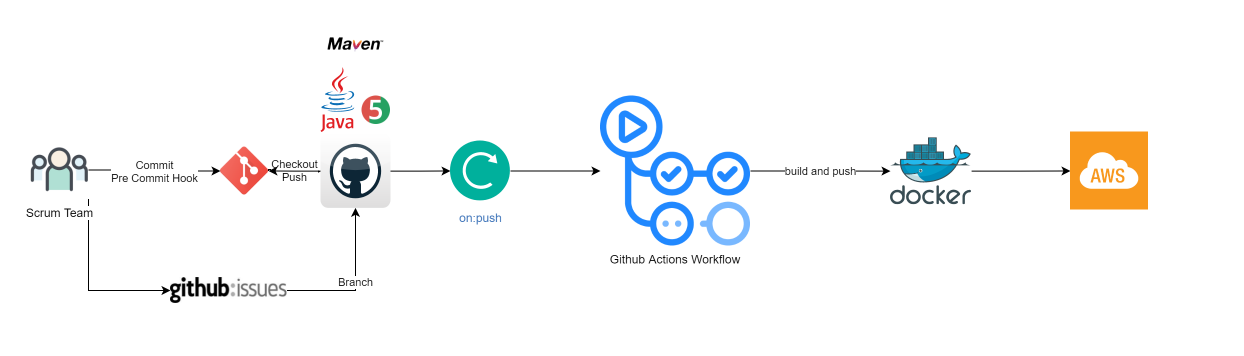 Maven™
Java
5
Commit
Pre Commit Hook
Checkout
Push
Scrum Team
on:push
build and push
docker
AWS
Github Actions Workflow
Branch
github:issues